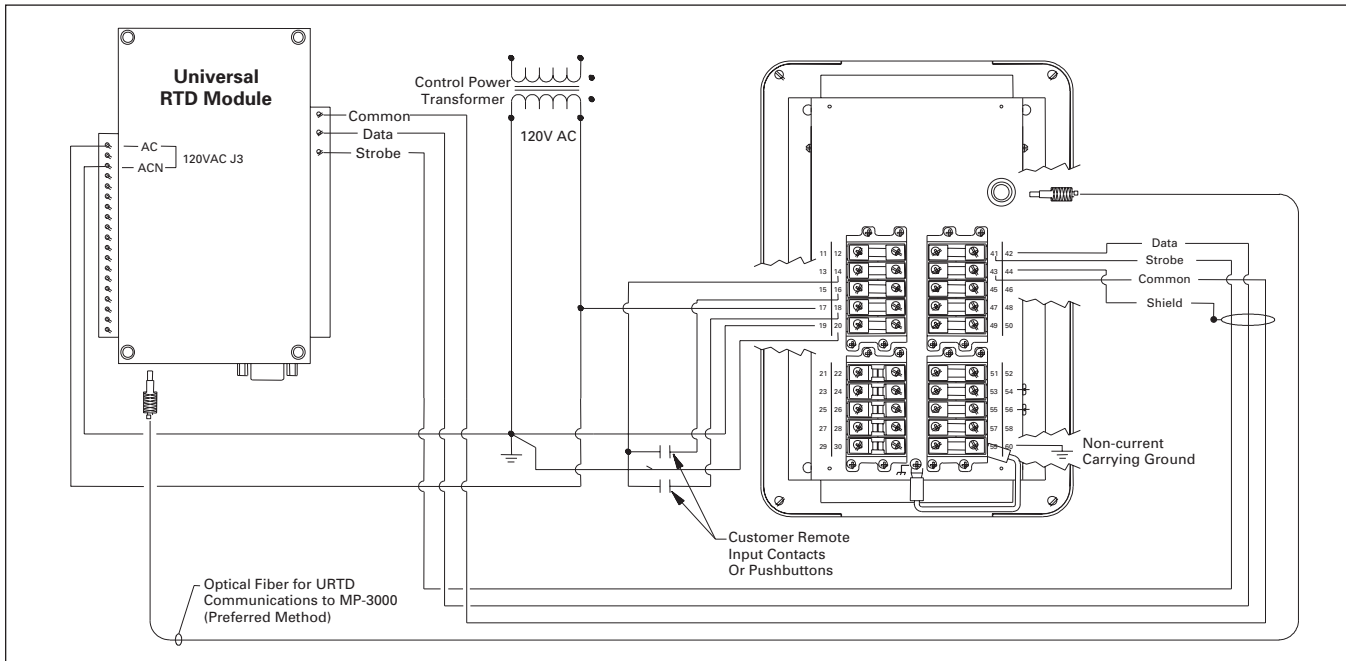 Universal
RTD Module
AC
ACN
120VAC J3
Common
Data
Strobe
Control Power
Transformer
120V AC
11 12
13 14
15 16
17 18
19 20
21 22
23 24
25 26
27 28
29 30
41 42
43 44
45 46
47 48
49 50
51 52
53 54
55 56
57 58
59 60
Data
Strobe
Common
Shield
Non-current
Carrying Ground
Customer Remote
Input Contacts
Or Pushbuttons
Optical Fiber for URTD
Communications to MP-3000
(Preferred Method)